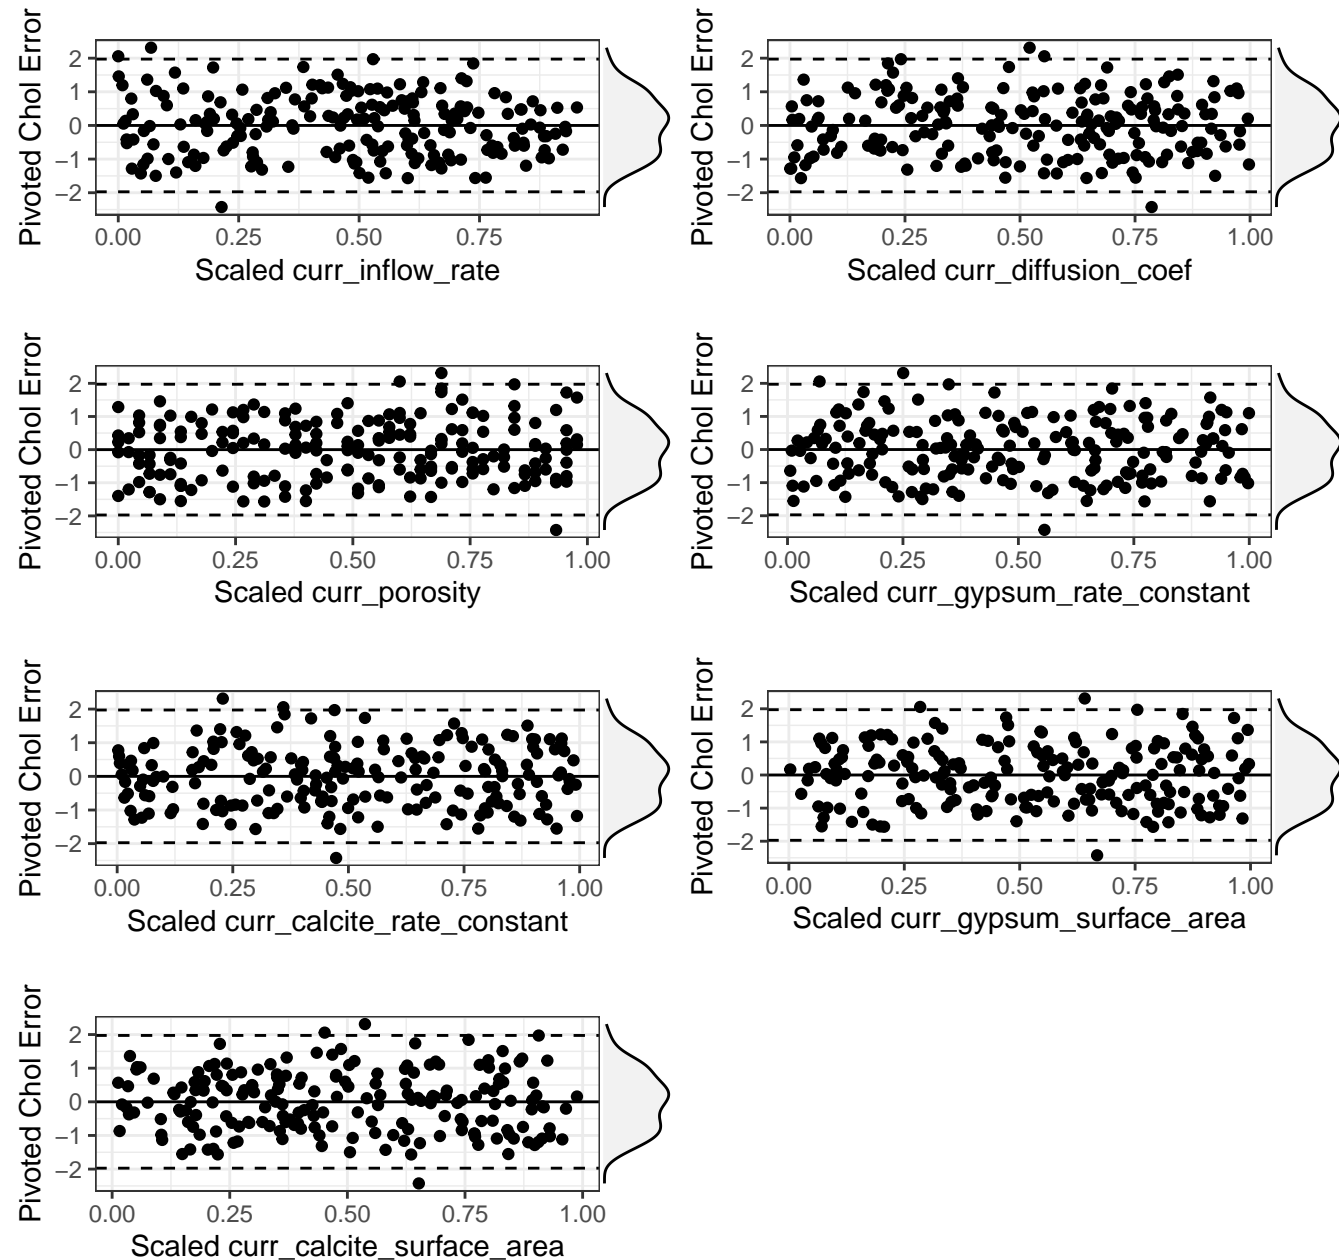 Pivoted Chol Error
2
1
0
−1
−2
0.00 0.25 0.50 0.75
Scaled curr_inflow_rate
Pivoted Chol Error
2
1
0
−1
−2
0.00 0.25 0.50 0.75 1.00
Scaled curr_diffusion_coef
Pivoted Chol Error
2
1
0
−1
−2
0.00 0.25 0.50 0.75 1.00
Scaled curr_porosity
Pivoted Chol Error
2
1
0
−1
−2
0.00 0.25 0.50 0.75 1.00
Scaled curr_gypsum_rate_constant
Pivoted Chol Error
2
1
0
−1
−2
0.00 0.25 0.50 0.75 1.00
Scaled curr_calcite_rate_constant
Pivoted Chol Error
2
1
0
−1
−2
0.00 0.25 0.50 0.75 1.00
Scaled curr_gypsum_surface_area
Pivoted Chol Error
2
1
0
−1
−2
0.00 0.25 0.50 0.75 1.00
Scaled curr_calcite_surface_area